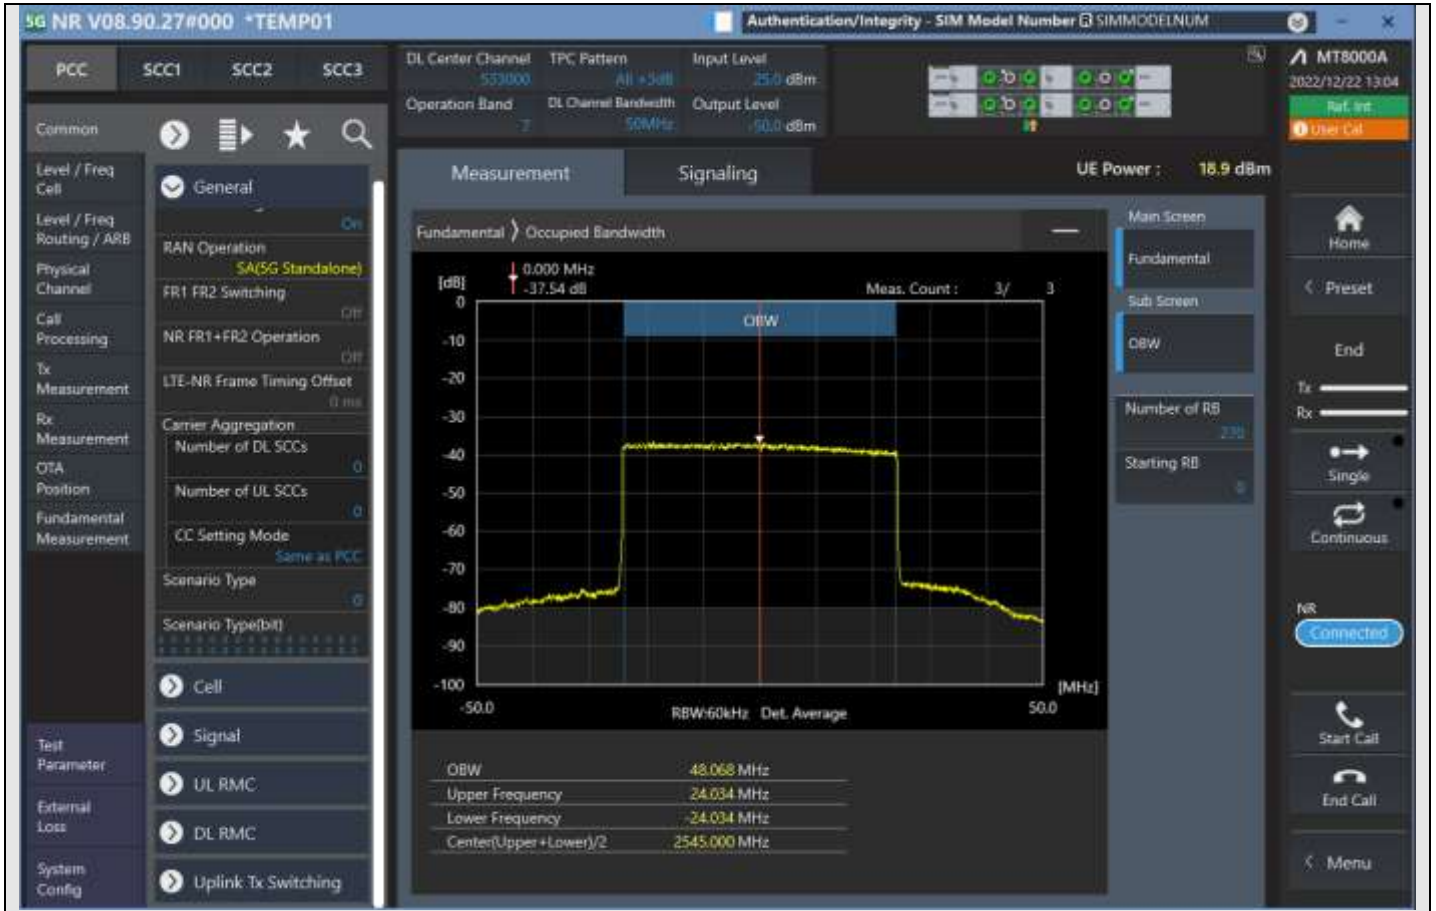 5G NR V08.90.27#000 *TEMP01
Authentication/Integrity - SIM Model Number SIMMODELNUM
PCC SCC1 SCC2 SCC3
DL Center Channel
533000
TPC Pattern
All +3dB
Input Level
25.0 dBm
Operation Band
7
DL Channel Bandwidth
50MHz
Output Level
-50.0 dBm
MT8000A
2022/12/22 13:04
Ref. Int
User Cal
Common
Level / Freq
Cell
Level / Freq
Routing / ARB
Physical
Channel
Call
Processing
Tx
Measurement
Rx
Measurement
OTA
Position
Fundamental
Measurement
Test
Parameter
External
Loss
System
Config
General
On
RAN Operation
SA(5G Standalone)
FR1 FR2 Switching
Off
NR FR1+FR2 Operation
Off
LTE-NR Frame Timing Offset
0 ms
Carrier Aggregation
Number of DL SCCs
0
Number of UL SCCs
0
CC Setting Mode
Same as PCC
Scenario Type
0
Scenario Type(bit)
Cell
Signal
UL RMC
DL RMC
Uplink Tx Switching
Measurement Signaling
UE Power : 18.9 dBm
Fundamental Occupied Bandwidth
[dB]
0.000 MHz
-37.54 dB
Meas. Count : 3/ 3
OBW
0
-10
-20
-30
-40
-50
-60
-70
-80
-90
-100
[MHz]
-50.0 RBW:60kHz Det. Average 50.0
OBW 48.068 MHz
Upper Frequency 24.034 MHz
Lower Frequency -24.034 MHz
Center(Upper+Lower)/2 2545.000 MHz
Main Screen
Fundamental
Sub Screen
OBW
Number of RB
Starting RB
0
Home
Preset
End
Tx
Rx
Single
Continuous
NR
Connected
Start Call
End Call
Menu